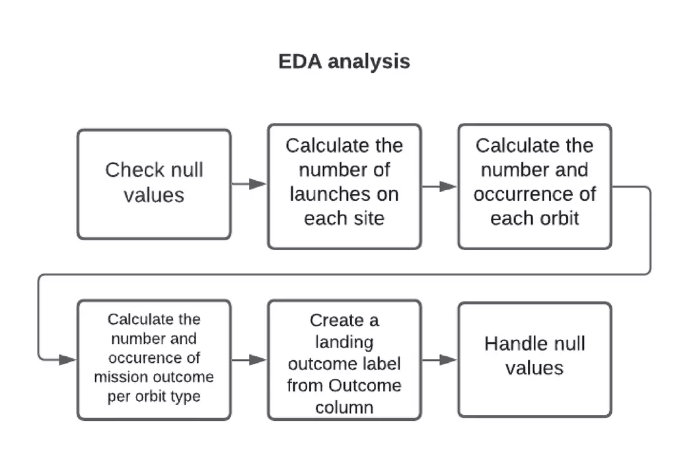 EDA analysis
Check null
values
Calculate the
number of
launches on
each site
Calculate the
number and
occurrence of
each orbit
Calculate the
number and
occurence of
mission outcome
per orbit type
Create a
landing
outcome label
from Outcome
column
Handle null
values